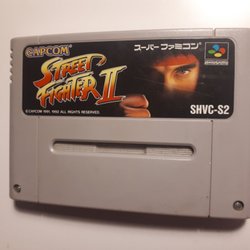 CAPCOM
スーパーファミコン
STREET
FIGHTER II
©CAPCOM 1991, 1992 ALL RIGHTS RESERVED.
SHVC-S2